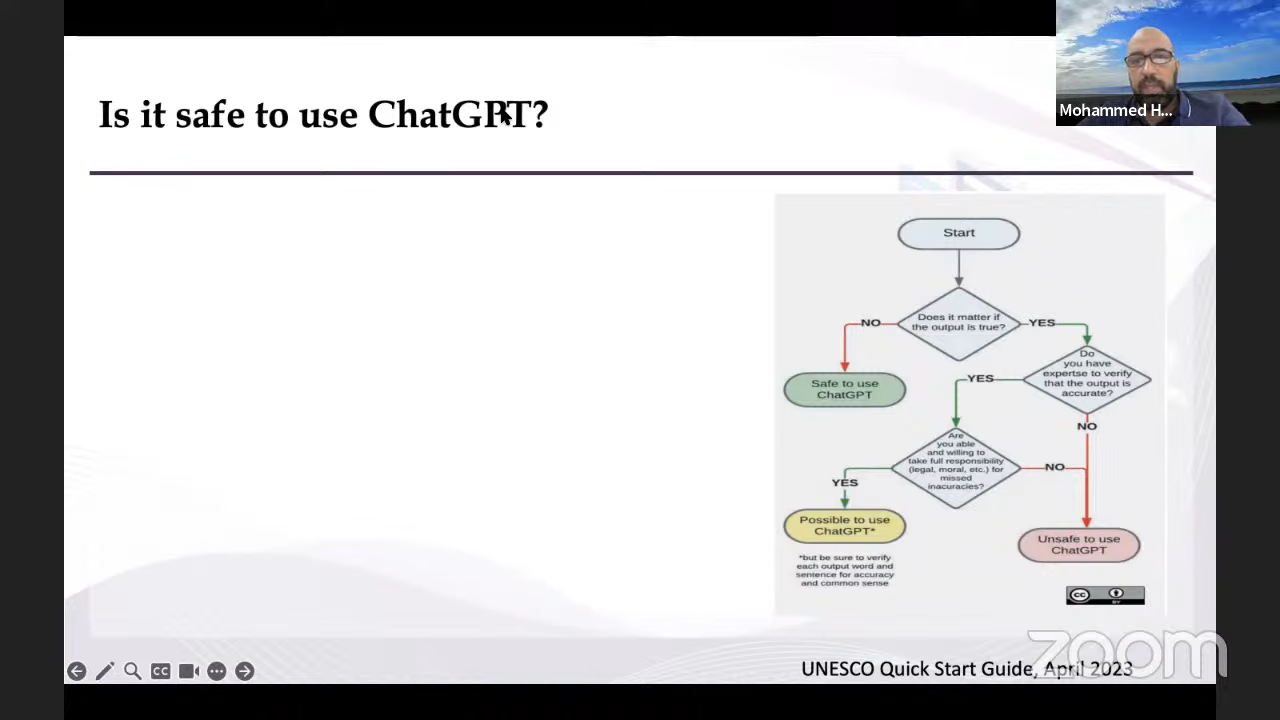 Is it safe to use ChatGPT?
Mohammed H...
Start
Does it matter if
the output is true?
NO
YES
Safe to use
ChatGPT
Do
you have
expertse to verify
that the output is
accurate?
YES
NO
Are
you able
and willing to
take full responsibility
(legal, moral, etc.) for
missed
inacuracies?
NO
YES
Possible to use
ChatGPT*
Unsafe to use
ChatGPT
*but be sure to verify
each output word and
sentence for accuracy
and common sense
cc
BY
CC
UNESCO Quick Start Guide, April 2023
zoom